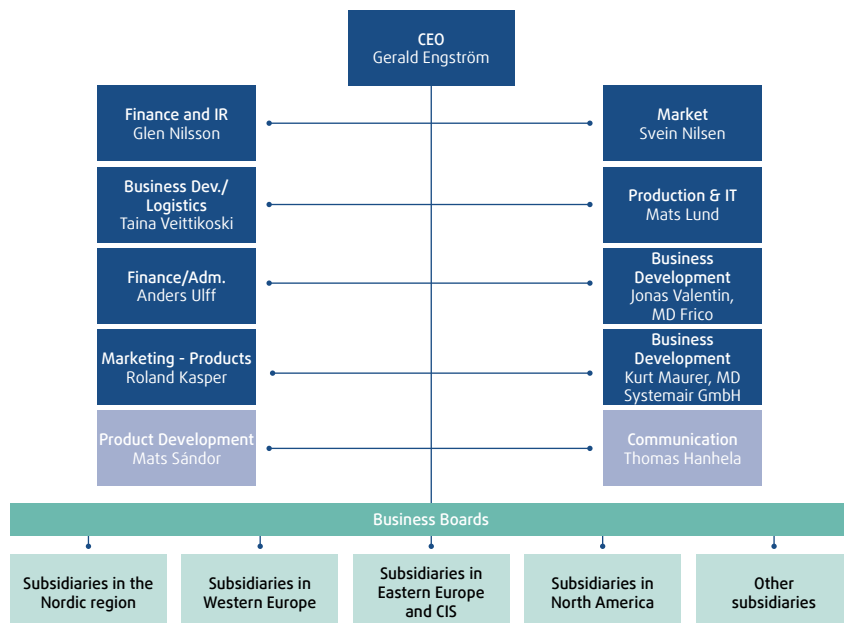 CEO
Gerald Engström
Finance and IR
Glen Nilsson
Market
Svein Nilsen
Business Dev./
Logistics
Taina Veittikoski
Production & IT
Mats Lund
Finance/Adm.
Anders Ulff
Business
Development
Jonas Valentin,
MD Frico
Marketing - Products
Roland Kasper
Business
Development
Kurt Maurer, MD
Systemair GmbH
Product Development
Mats Sándor
Communication
Thomas Hanhela
Business Boards
Subsidiaries in the
Nordic region
Subsidiaries in
Western Europe
Subsidiaries in
Eastern Europe
and CIS
Subsidiaries in
North America
Other
subsidiaries